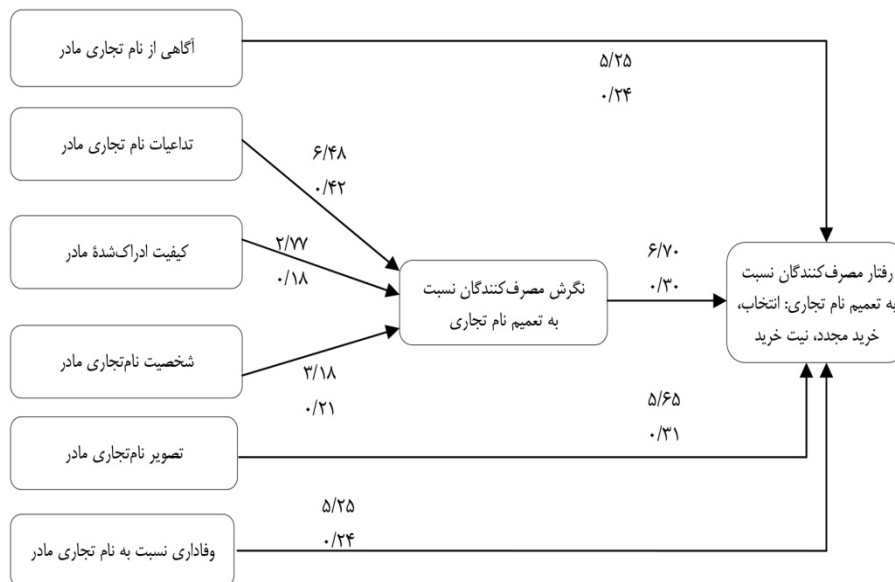 آگاهی از نام تجاری مادر
۵/۲۵
۰/۲۴
تداعیات نام تجاری مادر
۶/۴۸
۰/۴۲
کیفیت ادراک‌شدهٔ مادر
۲/۷۷
۰/۱۸
نگرش مصرف‌کنندگان نسبت
به تعمیم نام تجاری
۶/۷۰
۰/۳۰
رفتار مصرف‌کنندگان نسبت
به تعمیم نام تجاری: انتخاب،
خرید مجدد، نیت خرید
شخصیت نام‌تجاری مادر
۳/۱۸
۰/۲۱
تصویر نام‌تجاری مادر
۵/۶۵
۰/۳۱
وفاداری نسبت به نام تجاری مادر
۵/۲۵
۰/۲۴